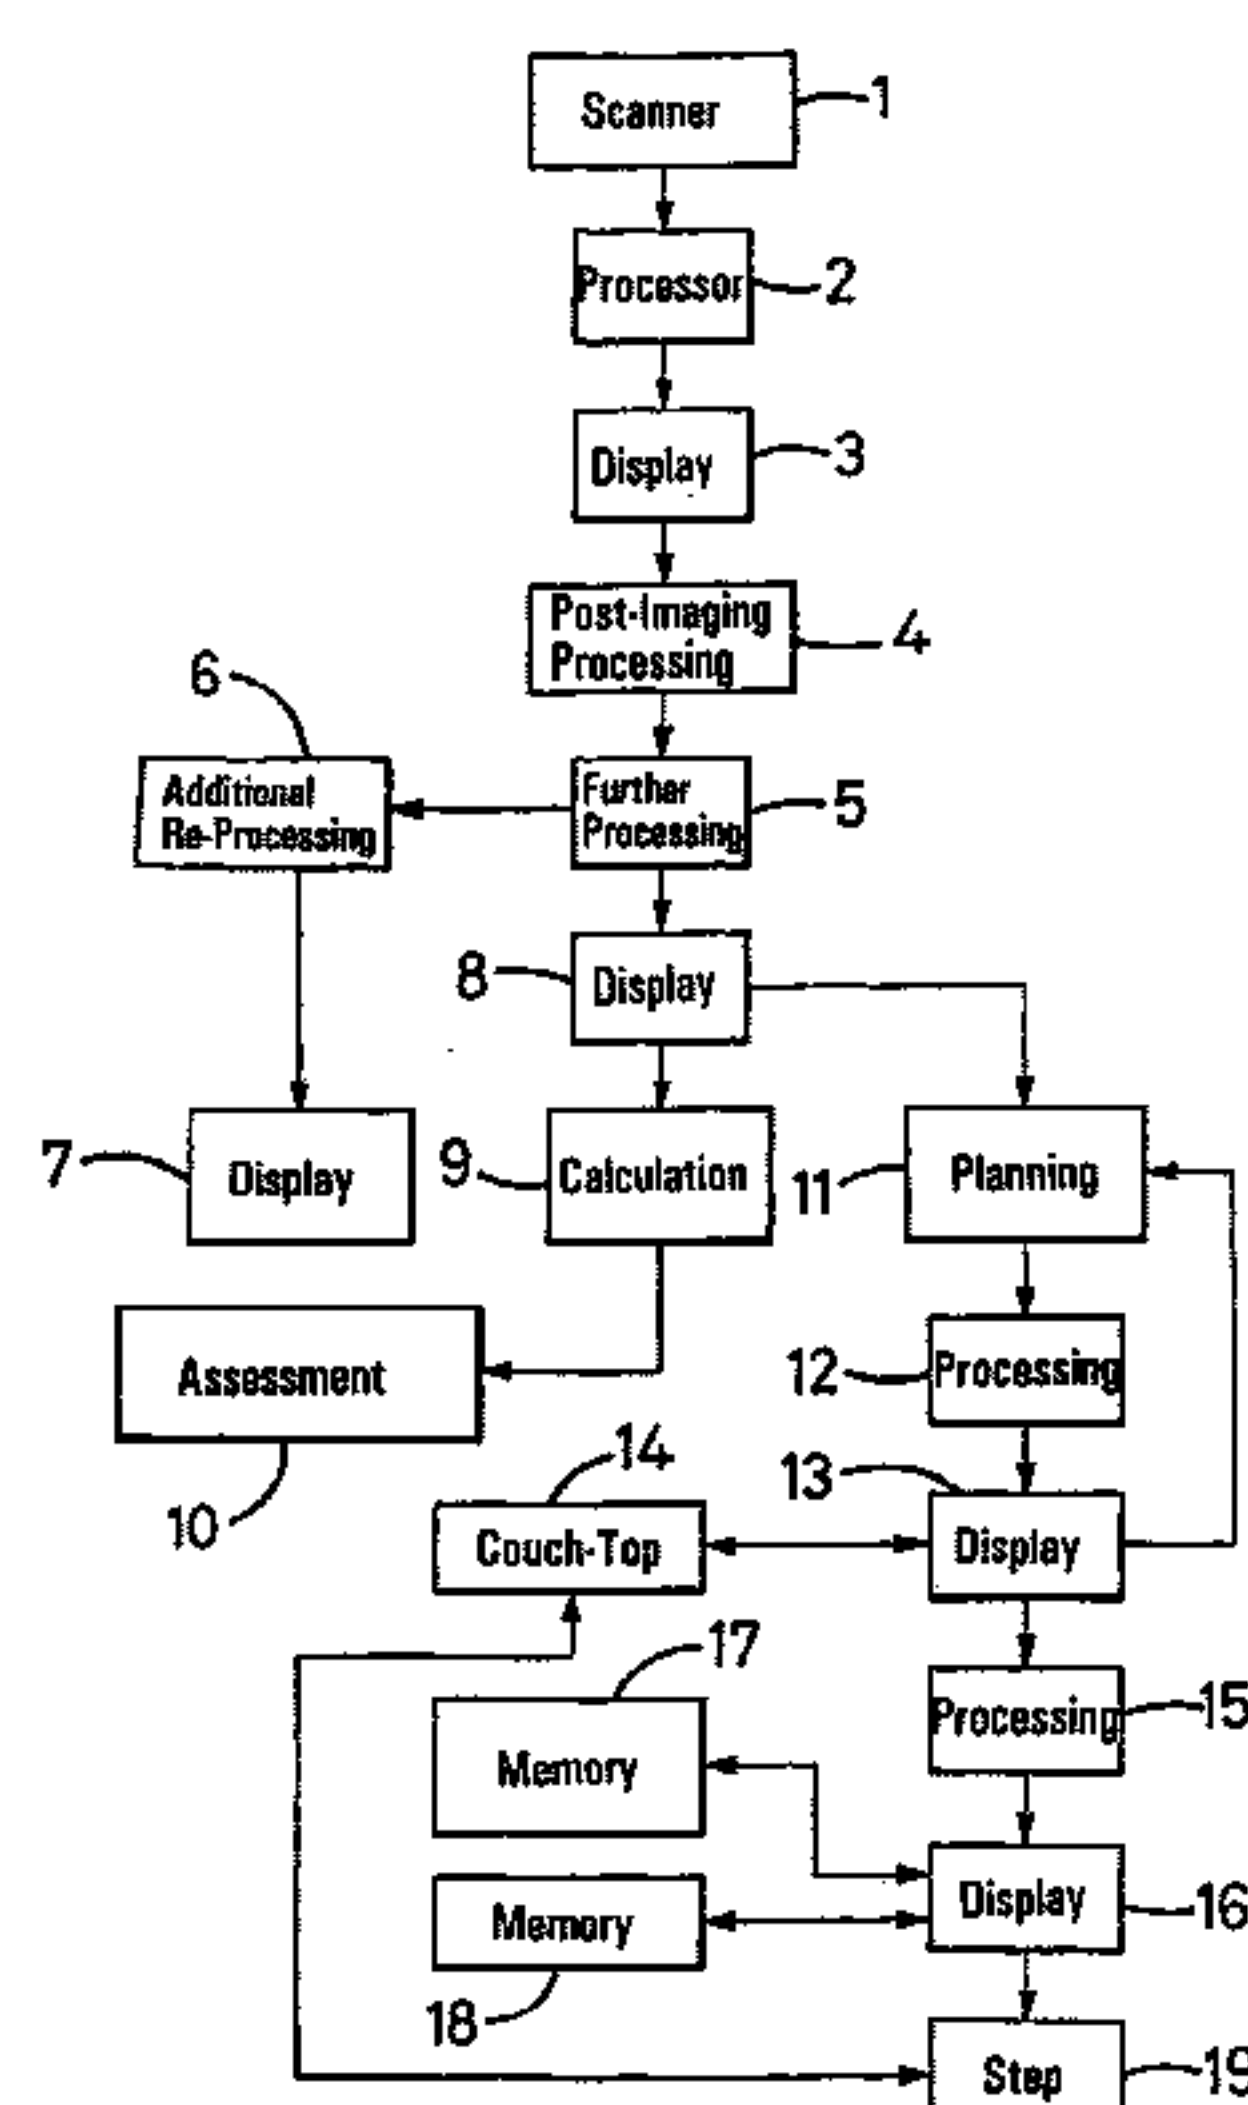 Scanner
1
Processor
2
Display
3
Post-Imaging
Processing
4
6
Additional
Re-Processing
Further
Processing
5
8
Display
7
Display
9
Calculation
11
Planning
Assessment
10
12
Processing
14
Couch-Top
13
Display
17
Memory
Processing
15
Memory
18
Display
16
Step
19